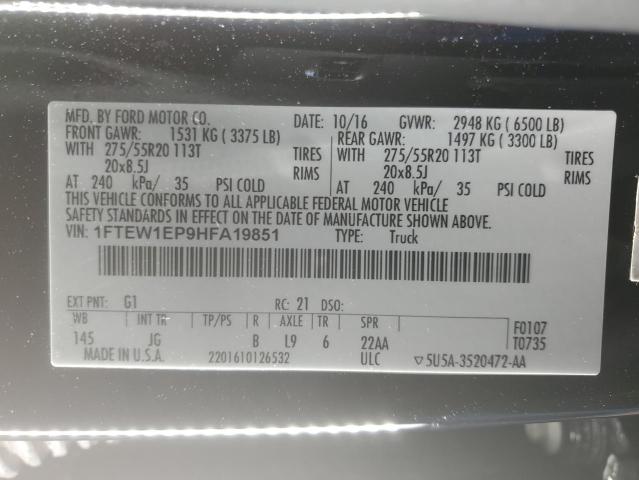 MFD. BY FORD MOTOR CO.
DATE: 10/16 GVWR: 2948 KG ( 6500 LB)
FRONT GAWR: 1531 KG ( 3375 LB)
REAR GAWR: 1497 KG ( 3300 LB)
WITH 275/55R20 113T TIRES
WITH 275/55R20 113T TIRES
20x8.5J RIMS
20x8.5J RIMS
AT 240 kPa/ 35 PSI COLD
AT 240 kPa/ 35 PSI COLD
THIS VEHICLE CONFORMS TO ALL APPLICABLE FEDERAL MOTOR VEHICLE
SAFETY STANDARDS IN EFFECT ON THE DATE OF MANUFACTURE SHOWN ABOVE.
VIN: 1FTEW1EP9HFA19851 TYPE: Truck
EXT PNT: G1 RC: 21 DSO:
WB INT TR TP/PS R AXLE TR SPR F0107
145 JG B L9 6 22AA T0735
MADE IN U.S.A. 2201610126532 ULC ▽5U5A-3520472-AA